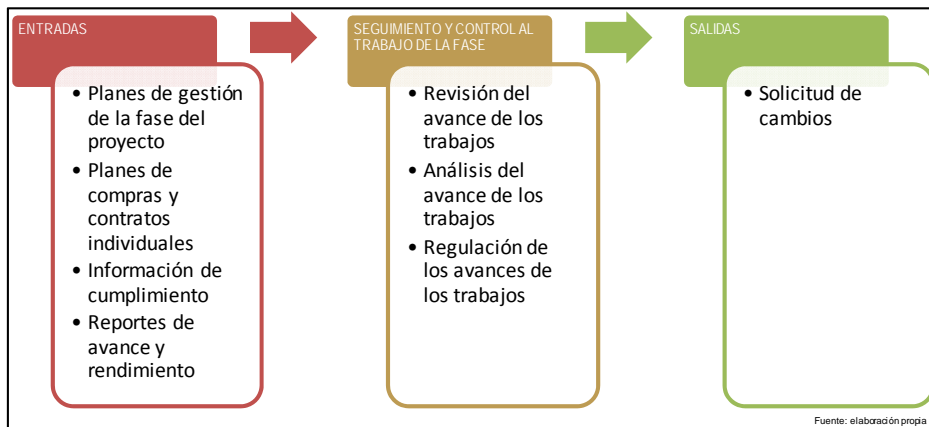 ENTRADAS
• Planes de gestión
de la fase del
proyecto
• Planes de
compras y
contratos
individuales
• Información de
cumplimiento
• Reportes de
avance y
rendimiento
SEGUIMIENTO Y CONTROL AL
TRABAJO DE LA FASE
• Revisión del
avance de los
trabajos
• Análisis del
avance de los
trabajos
• Regulación de
los avances de
los trabajos
SALIDAS
• Solicitud de
cambios
Fuente: elaboración propia